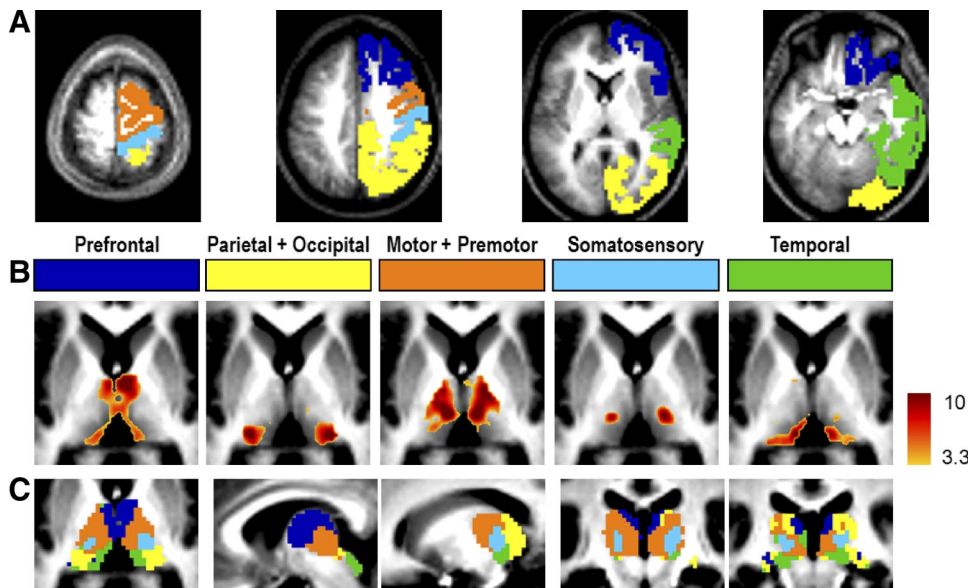 A
Prefrontal
Parietal + Occipital
Motor + Premotor
Somatosensory
Temporal
B
10
3.3
C